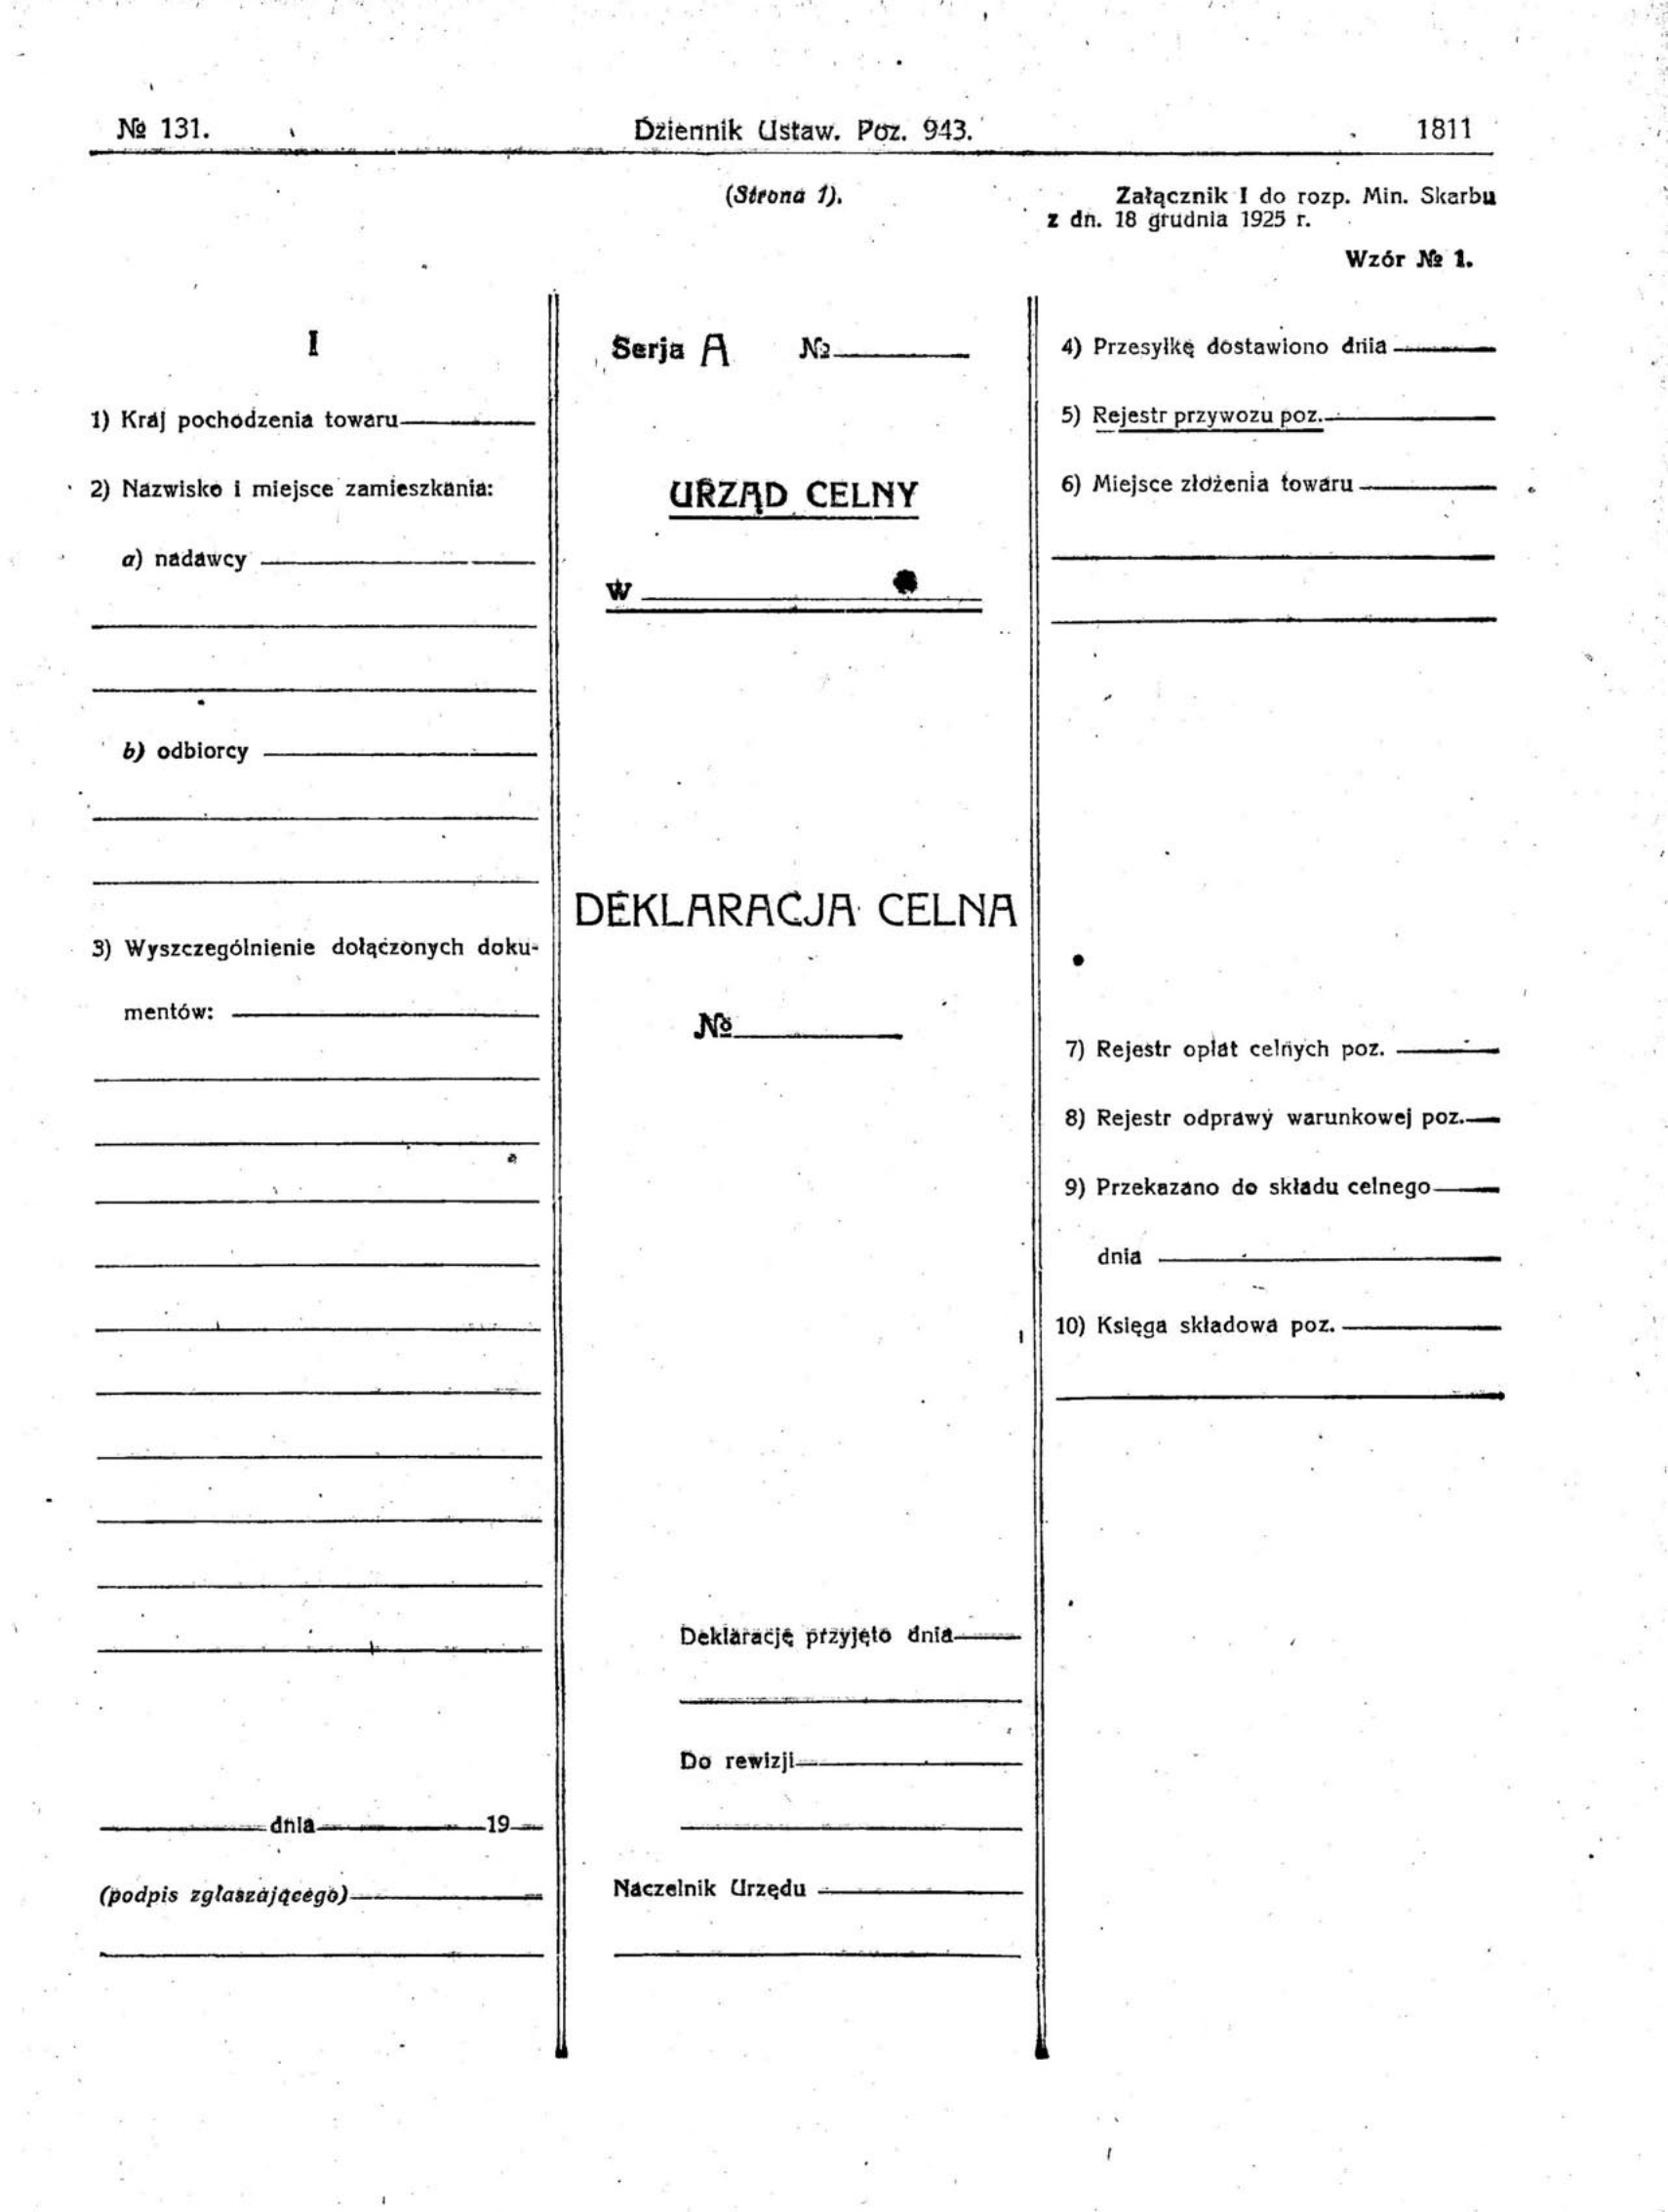 № 131.
Dziennik Ustaw. Poz. 943.
1811
(Strona 1).
Załącznik I do rozp. Min. Skarbu
z dn. 18 grudnia 1925 r.
Wzór № 1.
I
1) Kraj pochodzenia towaru
2) Nazwisko i miejsce zamieszkania:
a) nadawcy
b) odbiorcy
3) Wyszczególnienie dołączonych doku-
mentów:
dnia 19
(podpis zgłaszającego)
Serja A №
URZĄD CELNY
w
DEKLARACJA CELNA
№
Deklarację przyjęto dnia
Do rewizji
Naczelnik Urzędu
4) Przesyłkę dostawiono dnia
5) Rejestr przywozu poz.
6) Miejsce złożenia towaru
7) Rejestr opłat celnych poz.
8) Rejestr odprawy warunkowej poz.
9) Przekazano do składu celnego
dnia
10) Księga składowa poz.